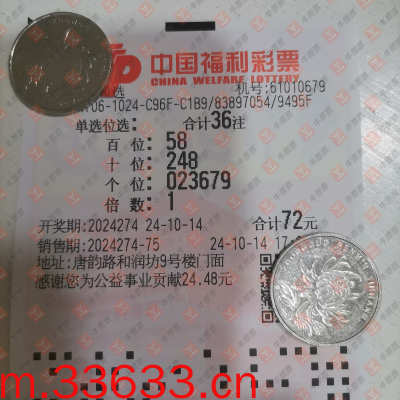 中国福利彩票
CHINA WELFARE LOTTERY
选 机号:61010679
06-1024-C96F-C1B9/83897054/9495F
单选位选: 合计36注
百 位: 58
十 位: 248
个 位: 023679
倍 数: 1
开奖期:2024274 24-10-14 合计72元
销售期:2024274-75 24-10-14 17
地址:唐韵路和润坊9号楼门面
感谢您为公益事业贡献24.48元
m.33633.cn